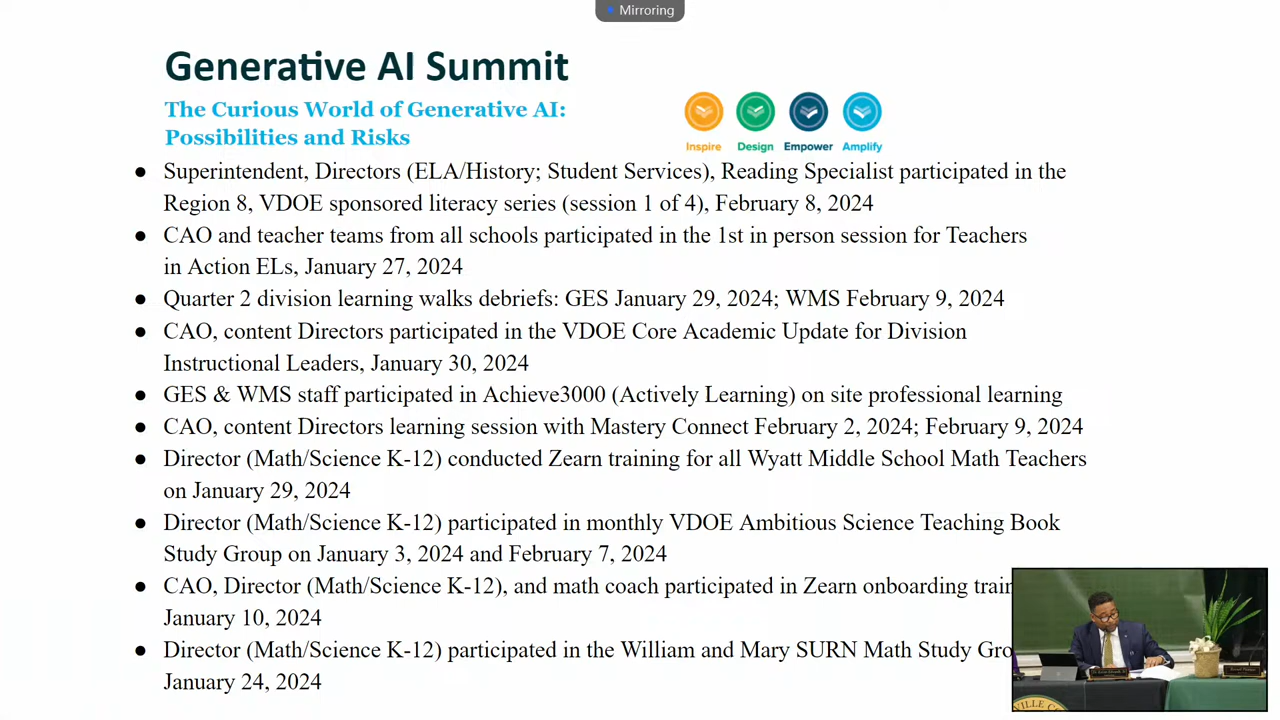 Mirroring
Generative AI Summit
The Curious World of Generative AI:
Possibilities and Risks
Inspire Design Empower Amplify
● Superintendent, Directors (ELA/History; Student Services), Reading Specialist participated in the
Region 8, VDOE sponsored literacy series (session 1 of 4), February 8, 2024
● CAO and teacher teams from all schools participated in the 1st in person session for Teachers
in Action ELs, January 27, 2024
● Quarter 2 division learning walks debriefs: GES January 29, 2024; WMS February 9, 2024
● CAO, content Directors participated in the VDOE Core Academic Update for Division
Instructional Leaders, January 30, 2024
● GES & WMS staff participated in Achieve3000 (Actively Learning) on site professional learning
● CAO, content Directors learning session with Mastery Connect February 2, 2024; February 9, 2024
● Director (Math/Science K-12) conducted Zearn training for all Wyatt Middle School Math Teachers
on January 29, 2024
● Director (Math/Science K-12) participated in monthly VDOE Ambitious Science Teaching Book
Study Group on January 3, 2024 and February 7, 2024
● CAO, Director (Math/Science K-12), and math coach participated in Zearn onboarding train
January 10, 2024
● Director (Math/Science K-12) participated in the William and Mary SURN Math Study Gro
January 24, 2024
VILLE C